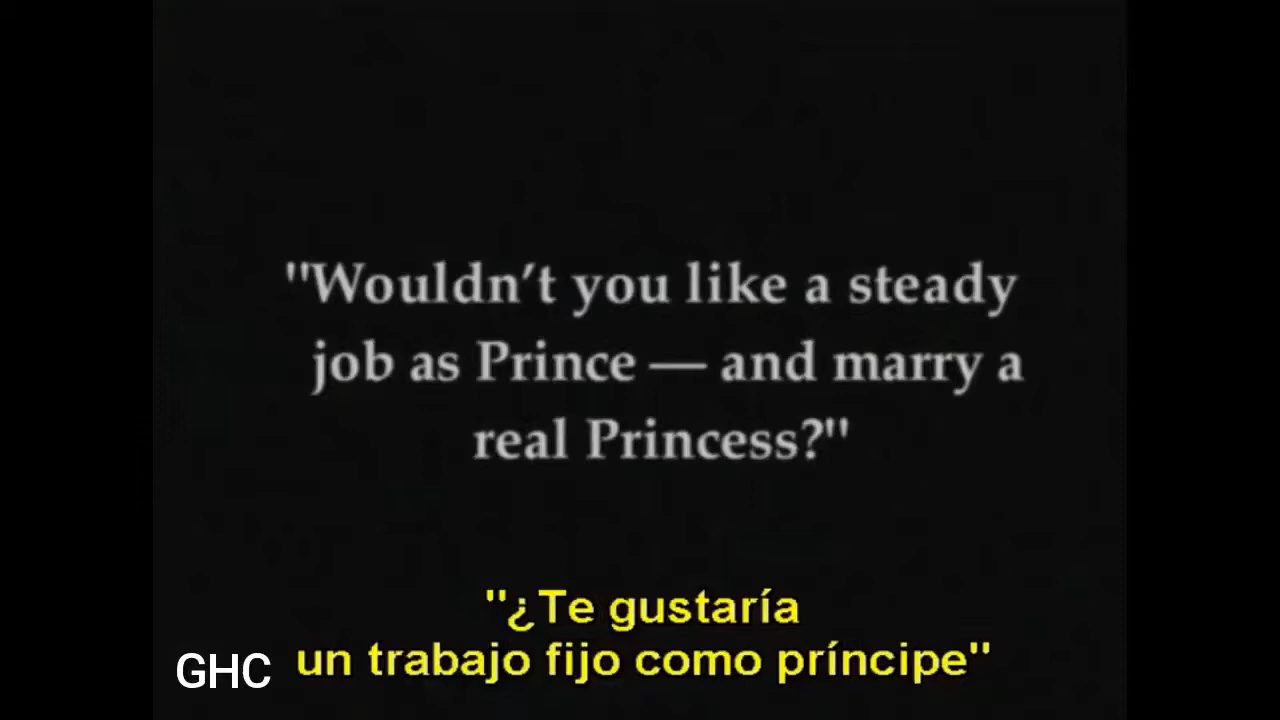 "Wouldn’t you like a steady
job as Prince — and marry a
real Princess?"
"¿Te gustaría
un trabajo fijo como príncipe"
GHC